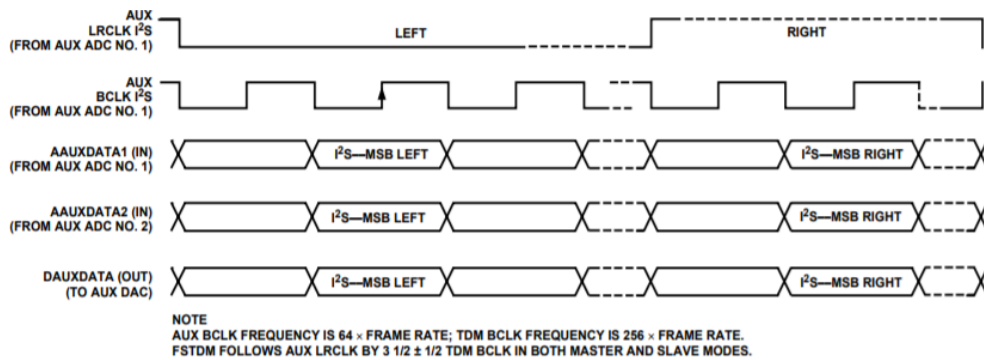 AUX
LRCLK I²S
(FROM AUX ADC NO. 1)
LEFT
RIGHT
AUX
BCLK I²S
(FROM AUX ADC NO. 1)
AAUXDATA1 (IN)
(FROM AUX ADC NO. 1)
I²S—MSB LEFT
I²S—MSB RIGHT
AAUXDATA2 (IN)
(FROM AUX ADC NO. 2)
I²S—MSB LEFT
I²S—MSB RIGHT
DAUXDATA (OUT)
(TO AUX DAC)
I²S—MSB LEFT
I²S—MSB RIGHT
NOTE
AUX BCLK FREQUENCY IS 64 × FRAME RATE; TDM BCLK FREQUENCY IS 256 × FRAME RATE.
FSTDM FOLLOWS AUX LRCLK BY 3 1/2 ± 1/2 TDM BCLK IN BOTH MASTER AND SLAVE MODES.